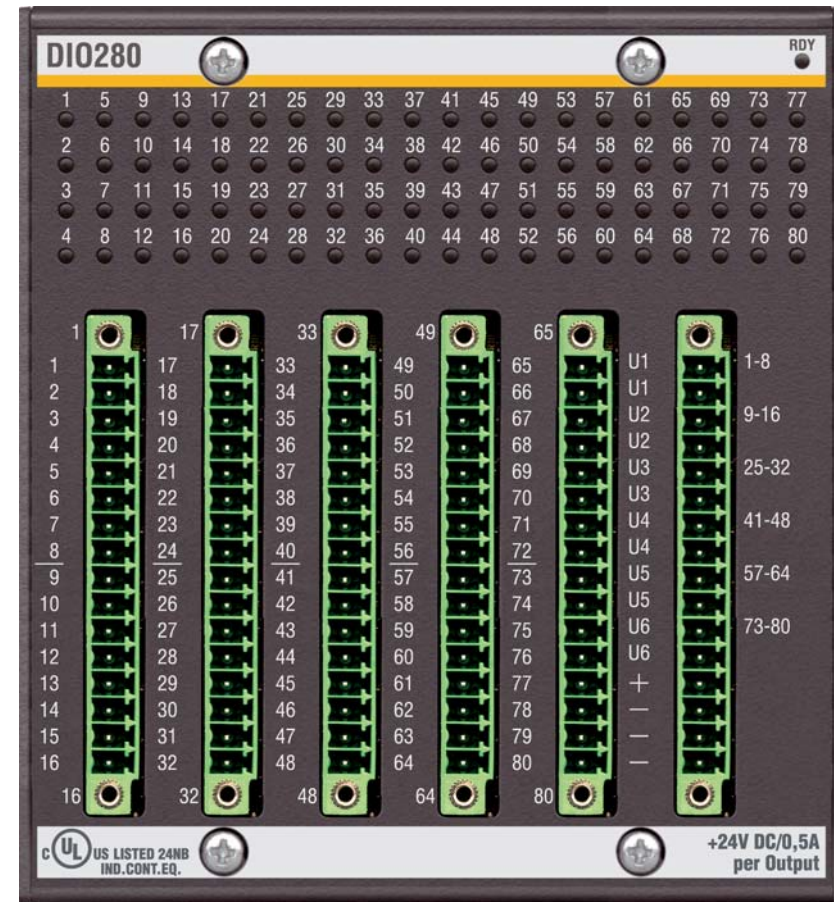 DIO280 RDY
1 5 9 13 17 21 25 29 33 37 41 45 49 53 57 61 65 69 73 77
2 6 10 14 18 22 26 30 34 38 42 46 50 54 58 62 66 70 74 78
3 7 11 15 19 23 27 31 35 39 43 47 51 55 59 63 67 71 75 79
4 8 12 16 20 24 28 32 36 40 44 48 52 56 60 64 68 72 76 80
1 17 33 49 65
1 17 33 49 65 U1 1-8
2 18 34 50 66 U1
3 19 35 51 67 U2 9-16
4 20 36 52 68 U2
5 21 37 53 69 U3 25-32
6 22 38 54 70 U3
7 23 39 55 71 U4 41-48
8 24 40 56 72 U4
9 25 41 57 73 U5 57-64
10 26 42 58 74 U5
11 27 43 59 75 U6 73-80
12 28 44 60 76 U6
13 29 45 61 77 +
14 30 46 62 78 —
15 31 47 63 79 —
16 32 48 64 80 —
16 32 48 64 80
C UL US LISTED 24NB
IND.CONT.EQ.
+24V DC/0,5A
per Output